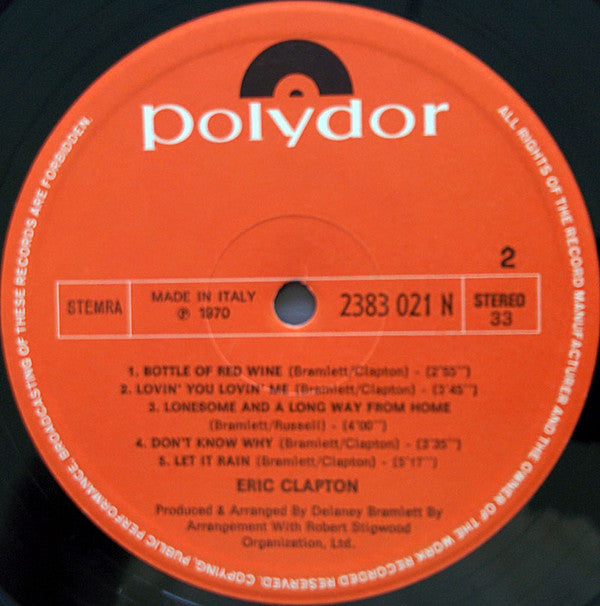 polydor
ALL RIGHTS OF THE RECORD MANUFACTURER AND THE OWNER OF THE WORK RECORDED RESERVED. COPYING, PUBLIC PERFORMANCE, BROADCASTING OF THESE RECORDS ARE FORBIDDEN.
2
STEMRA
MADE IN ITALY
℗ 1970
2383 021 N
STEREO
33
1. BOTTLE OF RED WINE (Bramlett/Clapton) - (2'55'')
2. LOVIN' YOU LOVIN' ME (Bramlett/Clapton) - (3'45'')
3. LONESOME AND A LONG WAY FROM HOME
(Bramlett/Russell) - (4'00'')
4. DON'T KNOW WHY (Bramlett/Clapton) - (3'35'')
5. LET IT RAIN (Bramlett/Clapton) - (5'17'')
ERIC CLAPTON
Produced & Arranged By Delaney Bramlett By
Arrangement With Robert Stigwood
Organization, Ltd.